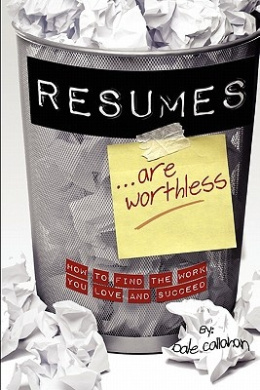 RESUMES
...are
worthless
HOW TO FIND THE WORK
YOU LOVE AND SUCCEED
By:
Dale Callahan